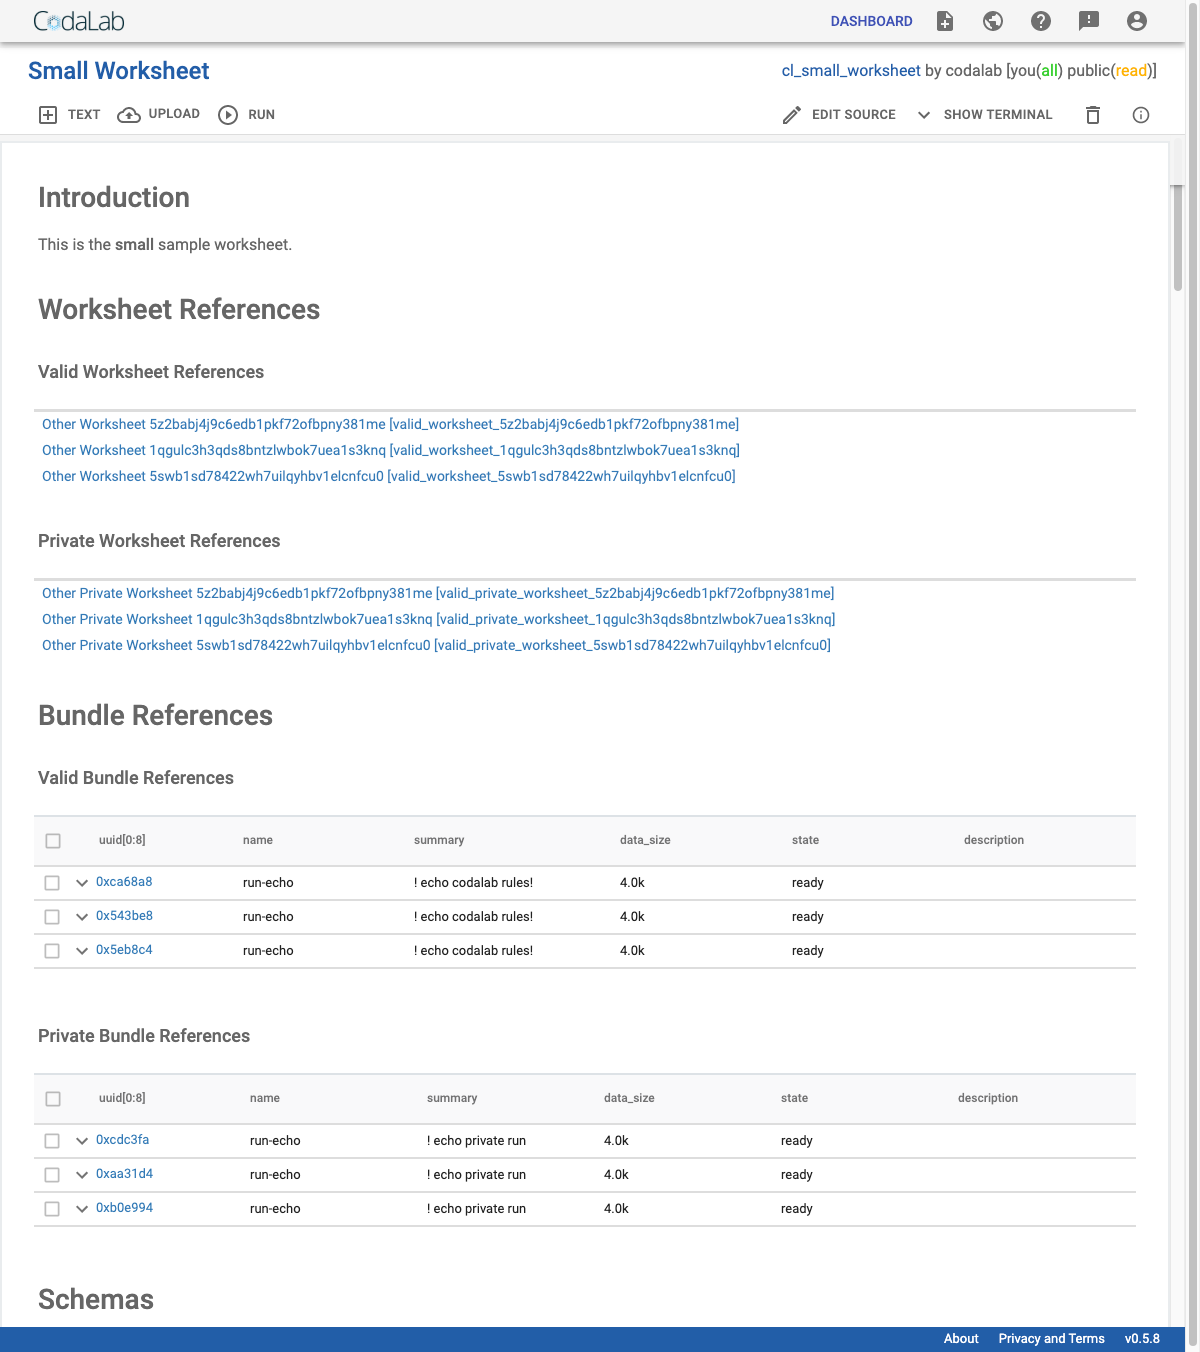 CodaLab DASHBOARD
Small Worksheet cl_small_worksheet by codalab [you(all) public(read)]
TEXT UPLOAD RUN EDIT SOURCE SHOW TERMINAL
Introduction
This is the small sample worksheet.
Worksheet References
Valid Worksheet References
Other Worksheet 5z2babj4j9c6edb1pkf72ofbpny381me [valid_worksheet_5z2babj4j9c6edb1pkf72ofbpny381me]
Other Worksheet 1qgulc3h3qds8bntzlwbok7uea1s3knq [valid_worksheet_1qgulc3h3qds8bntzlwbok7uea1s3knq]
Other Worksheet 5swb1sd78422wh7uilqyhbv1elcnfcu0 [valid_worksheet_5swb1sd78422wh7uilqyhbv1elcnfcu0]
Private Worksheet References
Other Private Worksheet 5z2babj4j9c6edb1pkf72ofbpny381me [valid_private_worksheet_5z2babj4j9c6edb1pkf72ofbpny381me]
Other Private Worksheet 1qgulc3h3qds8bntzlwbok7uea1s3knq [valid_private_worksheet_1qgulc3h3qds8bntzlwbok7uea1s3knq]
Other Private Worksheet 5swb1sd78422wh7uilqyhbv1elcnfcu0 [valid_private_worksheet_5swb1sd78422wh7uilqyhbv1elcnfcu0]
Bundle References
Valid Bundle References
uuid[0:8] name summary data_size state description
0xca68a8 run-echo ! echo codalab rules! 4.0k ready
0x543be8 run-echo ! echo codalab rules! 4.0k ready
0x5eb8c4 run-echo ! echo codalab rules! 4.0k ready
Private Bundle References
uuid[0:8] name summary data_size state description
0xcdc3fa run-echo ! echo private run 4.0k ready
0xaa31d4 run-echo ! echo private run 4.0k ready
0xb0e994 run-echo ! echo private run 4.0k ready
Schemas
About Privacy and Terms v0.5.8